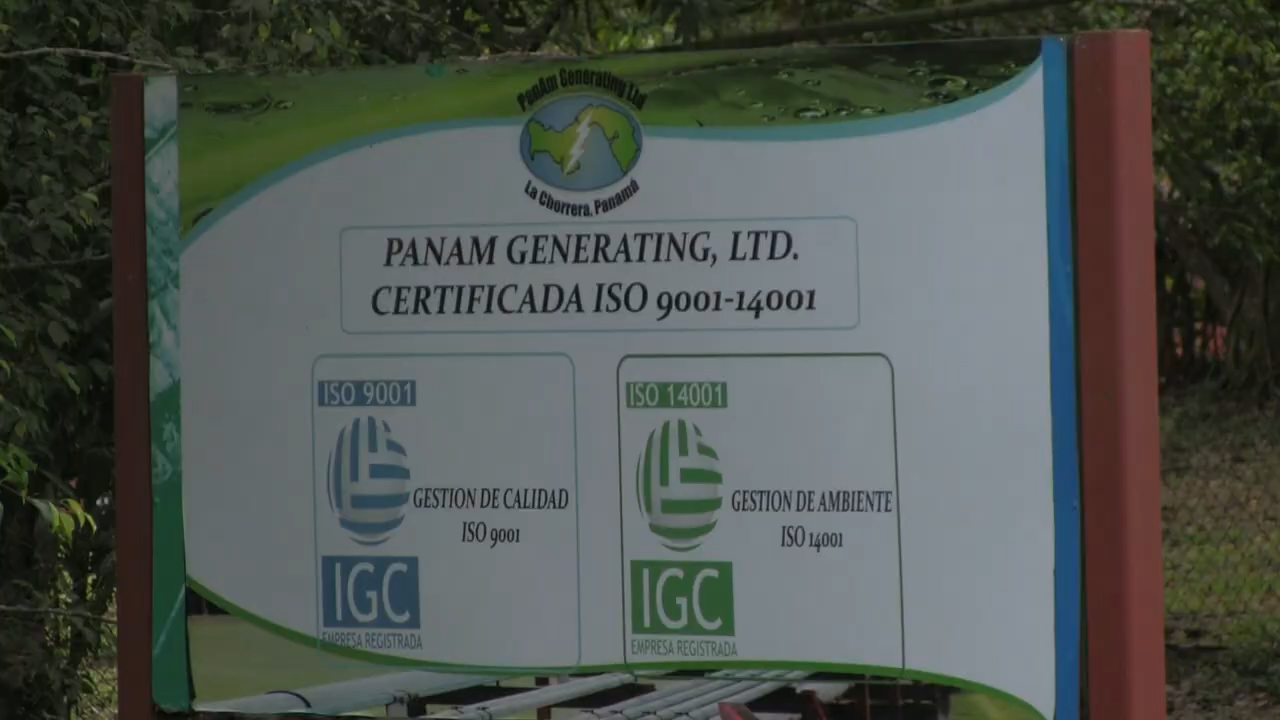 PanAm Generating Ltd
La Chorrera, Panamá
PANAM GENERATING, LTD.
CERTIFICADA ISO 9001-14001
ISO 9001
GESTION DE CALIDAD
ISO 9001
IGC
EMPRESA REGISTRADA
ISO 14001
GESTION DE AMBIENTE
ISO 14001
IGC
EMPRESA REGISTRADA